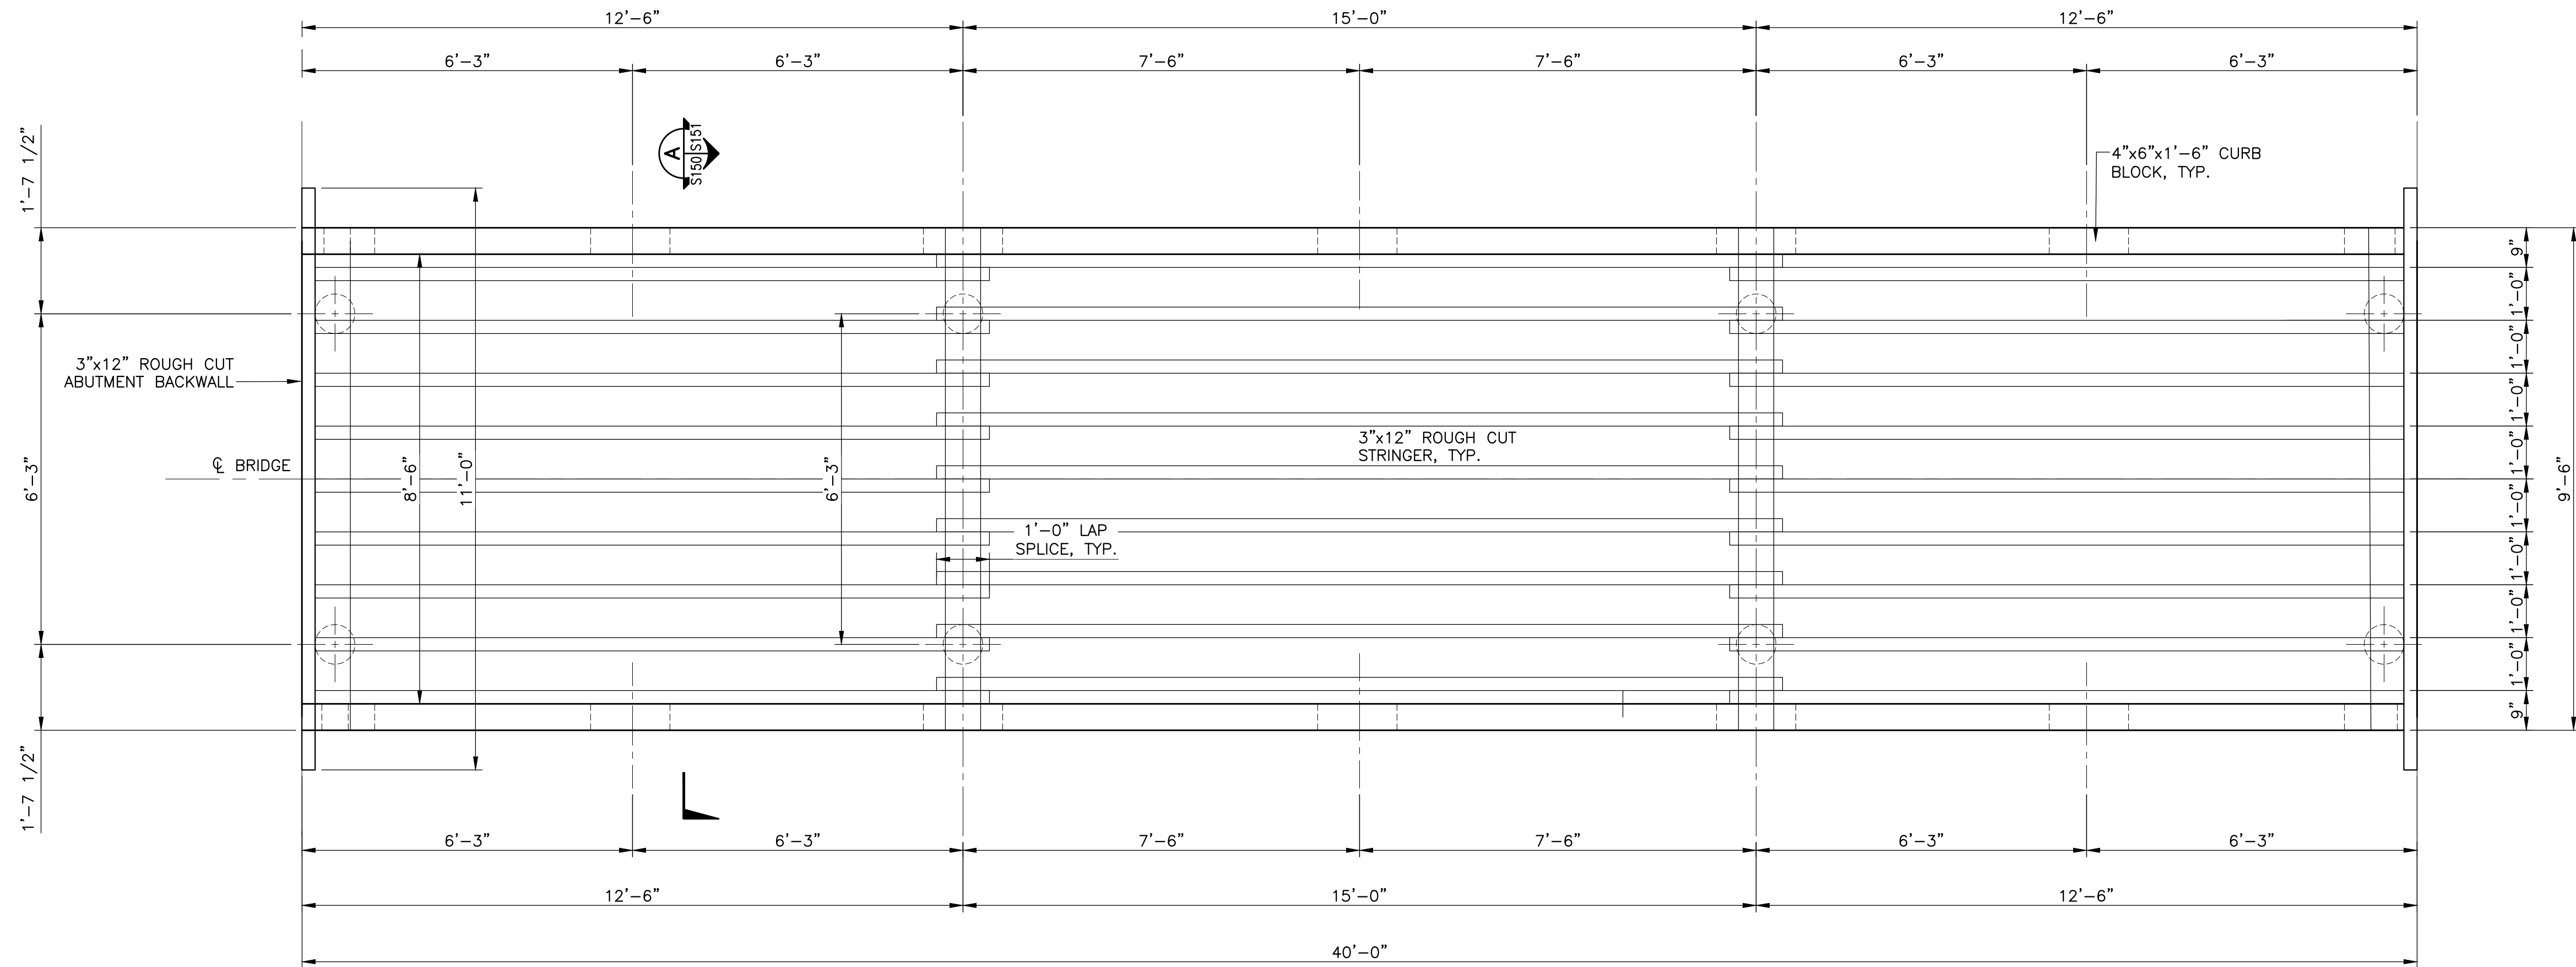 12'-6" 15'-0" 12'-6"
6'-3" 6'-3" 7'-6" 7'-6" 6'-3" 6'-3"
1'-7 1/2"
A
S150 S151
4"x6"x1'-6" CURB
BLOCK, TYP.
9"
1'-0"
1'-0"
1'-0"
1'-0"
1'-0"
1'-0"
1'-0"
1'-0"
9"
9'-6"
3"x12" ROUGH CUT
ABUTMENT BACKWALL
3"x12" ROUGH CUT
STRINGER, TYP.
℄ BRIDGE
6'-3"
8'-6"
11'-0"
6'-3"
1'-0" LAP
SPLICE, TYP.
1'-7 1/2"
6'-3" 6'-3" 7'-6" 7'-6" 6'-3" 6'-3"
12'-6" 15'-0" 12'-6"
40'-0"